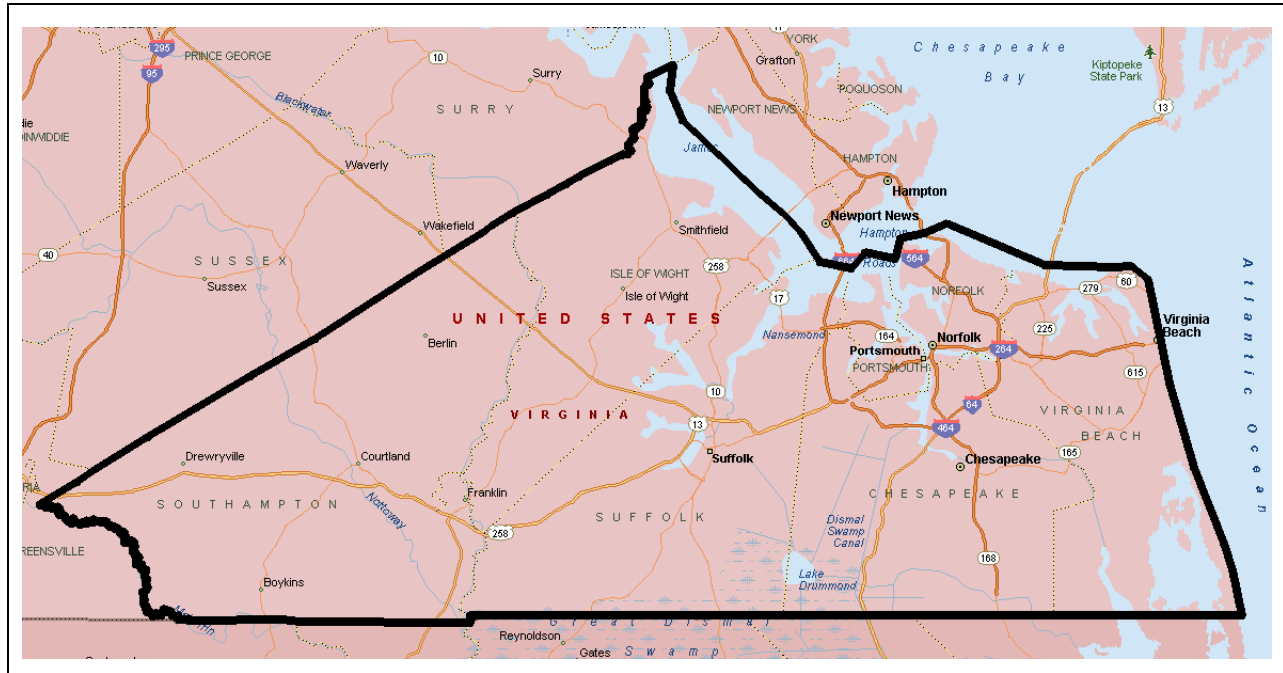 295
95
PRINCE GEORGE
10
Surry
Blackwater
SURRY
Waverly
YORK
Grafton
Chesapeake
Bay
Kiptopeke
State Park
13
POQUOSON
NEWPORT NEWS
James
HAMPTON
Hampton
Newport News
Hampton
Roads
664
564
Wakefield
Smithfield
40
SUSSEX
Sussex
258
ISLE OF WIGHT
Isle of Wight
17
NORFOLK
279
60
UNITED STATES
Berlin
Nansemond
164
Norfolk
225
Virginia
Beach
Portsmouth
PORTSMOUTH
264
615
Atlantic Ocean
10
VIRGINIA
13
64
464
VIRGINIA
BEACH
Drewryville
Courtland
Suffolk
Chesapeake
165
SOUTHAMPTON
Franklin
Nottoway
SUFFOLK
CHESAPEAKE
258
Dismal
Swamp
Canal
168
Boykins
Lake
Drummond
Great Dismal
Swamp
Reynoldson
Gates